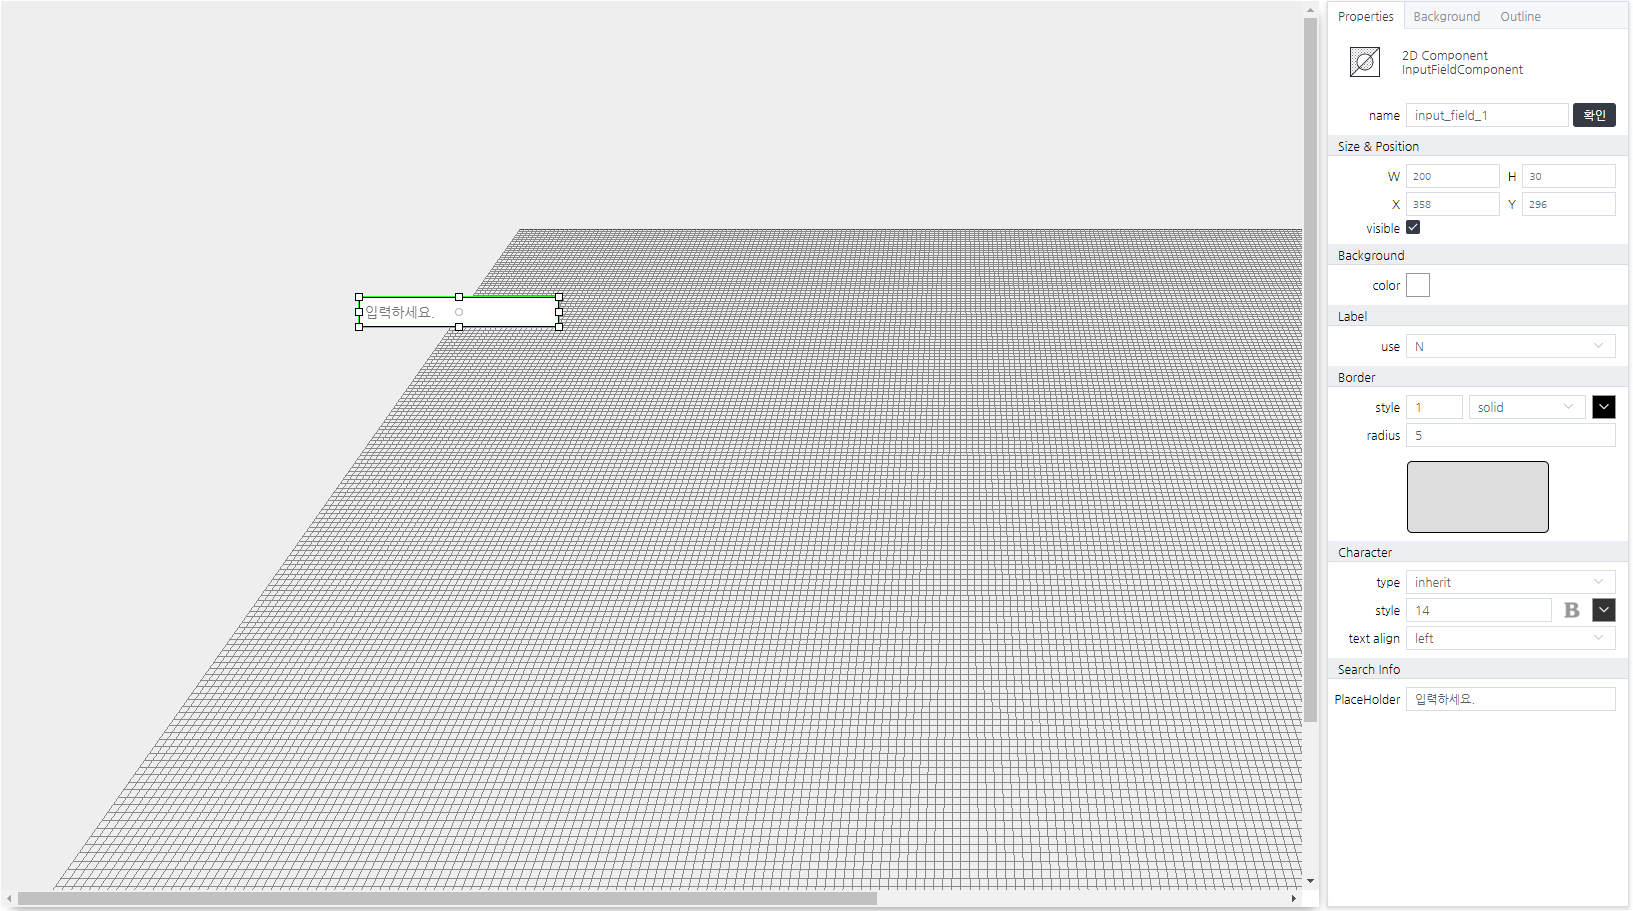 Properties Background Outline
2D Component
InputFieldComponent
name input_field_1 확인
Size & Position
W 200 H 30
X 358 Y 296
visible
Background
color
Label
use N
Border
style 1 solid
radius 5
Character
type inherit
style 14 B
text align left
Search Info
PlaceHolder 입력하세요.
입력하세요.